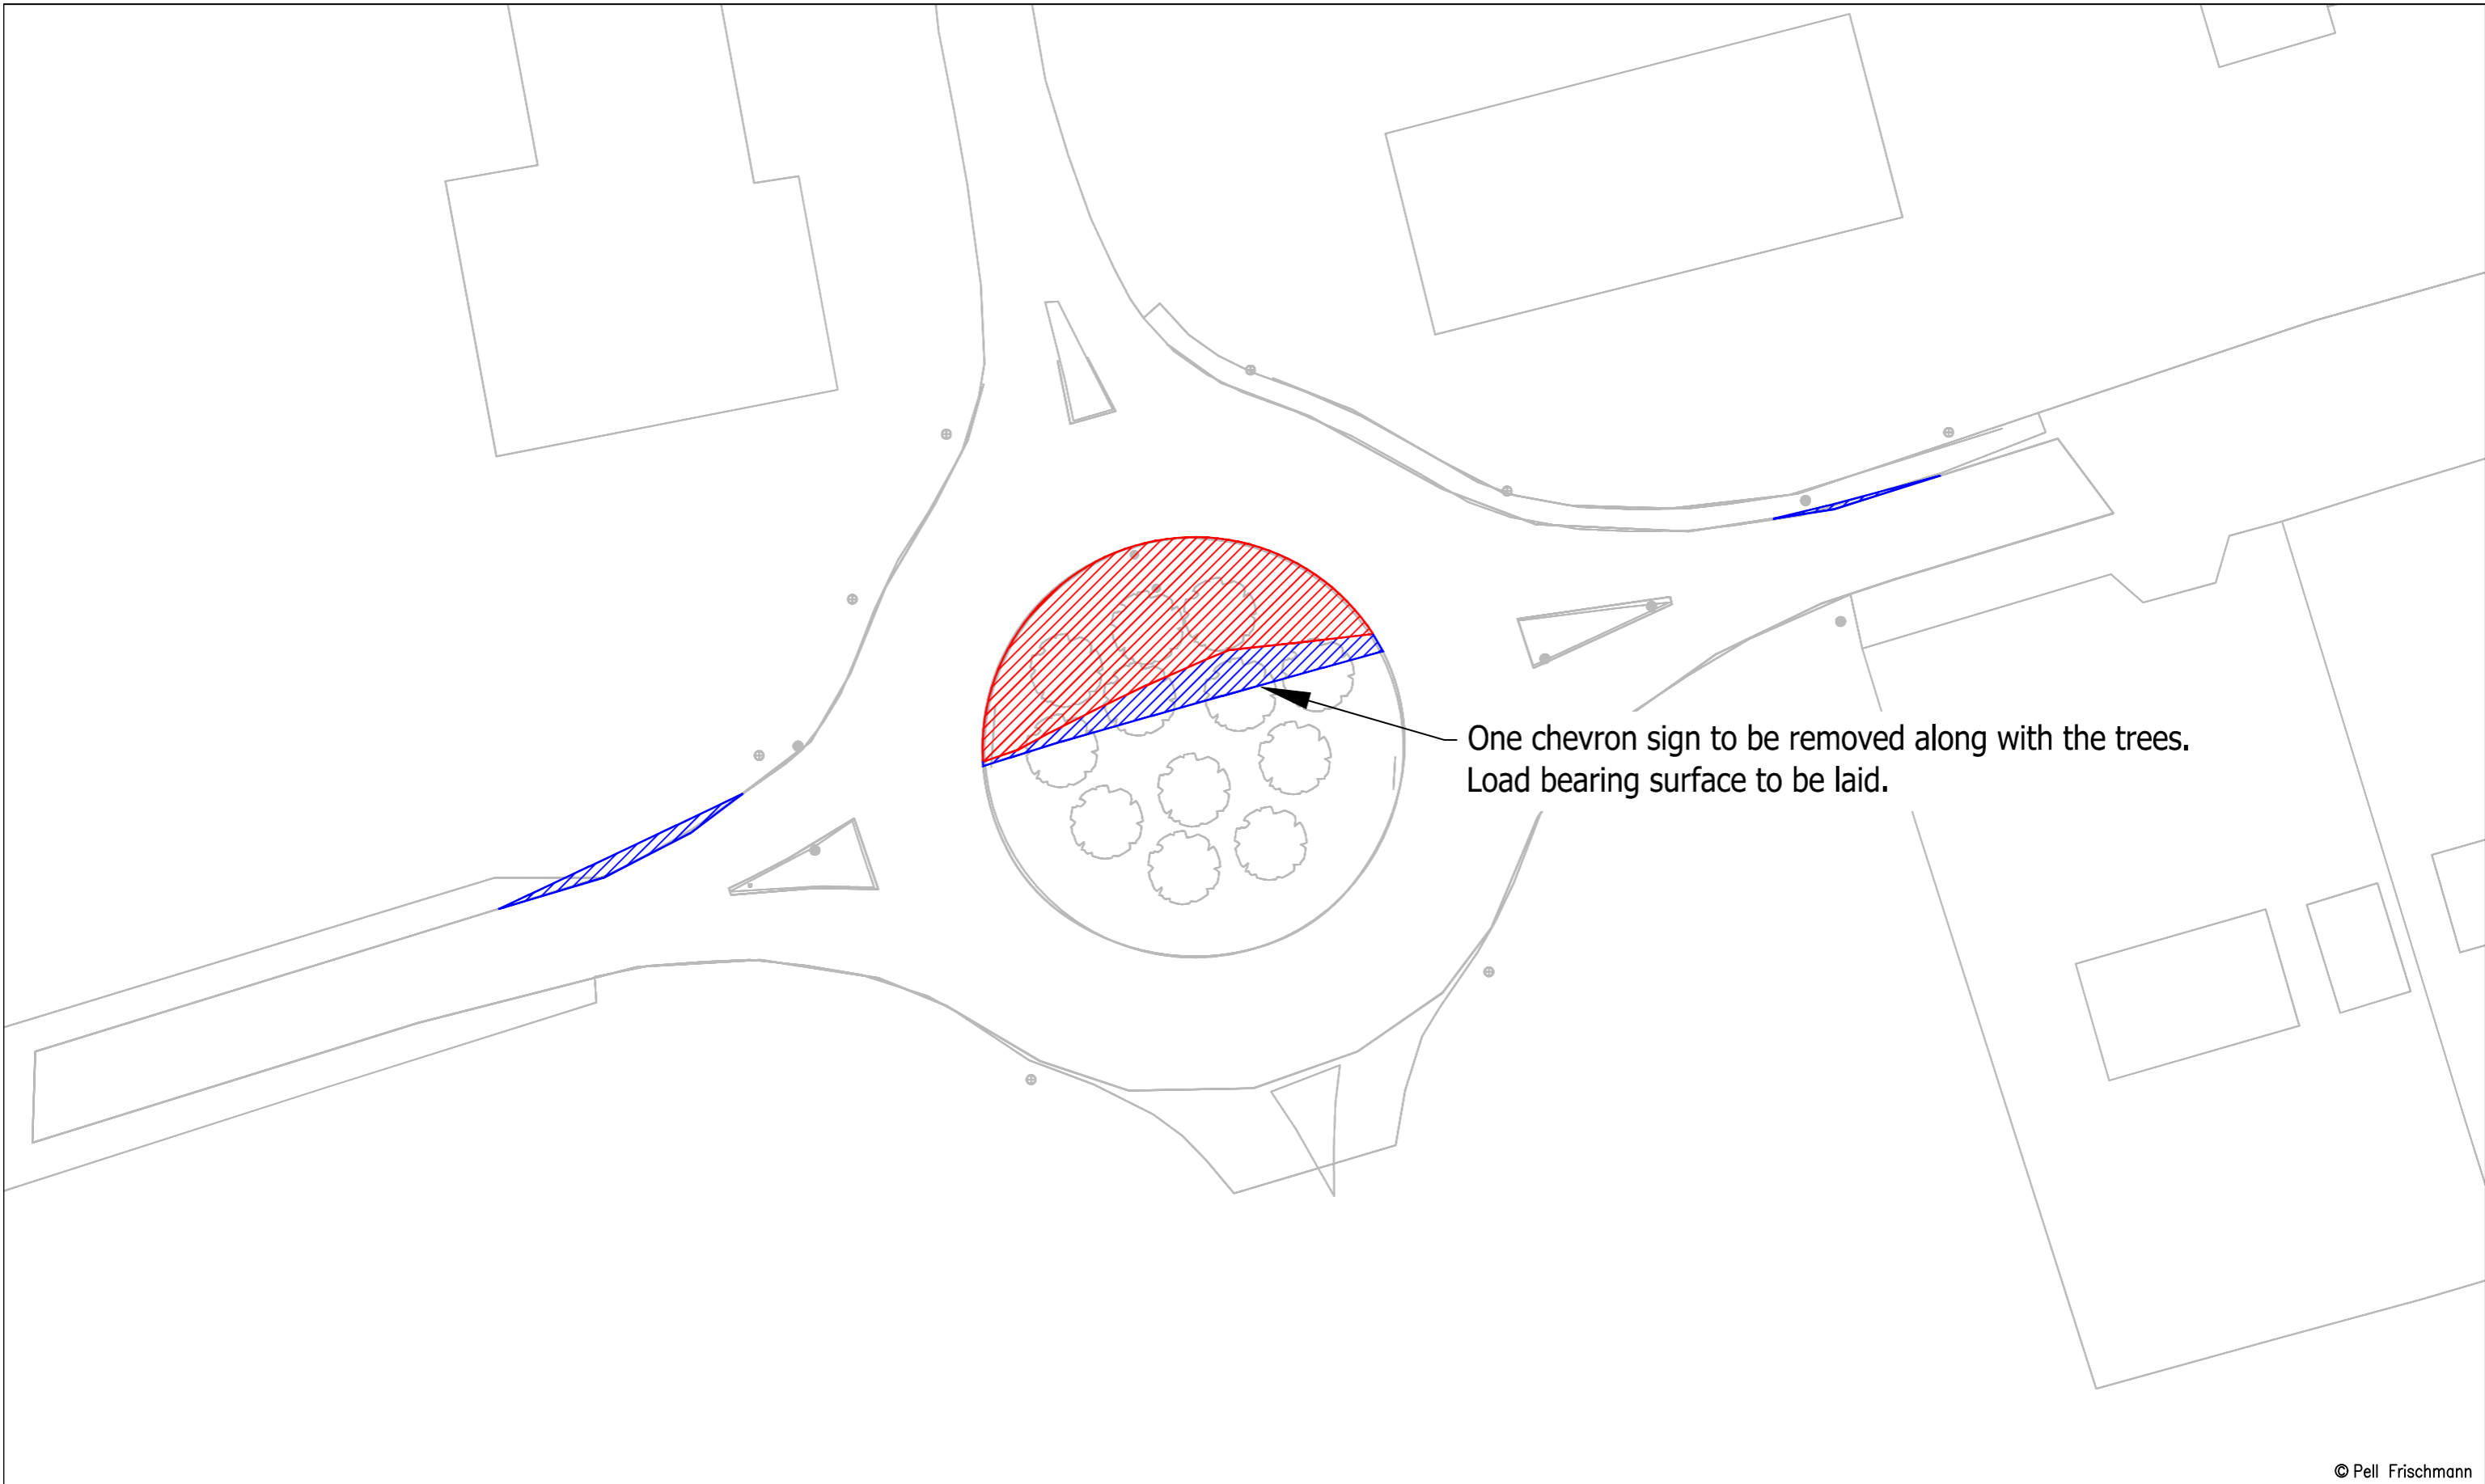 One chevron sign to be removed along with the trees.
Load bearing surface to be laid.
© Pell Frischmann